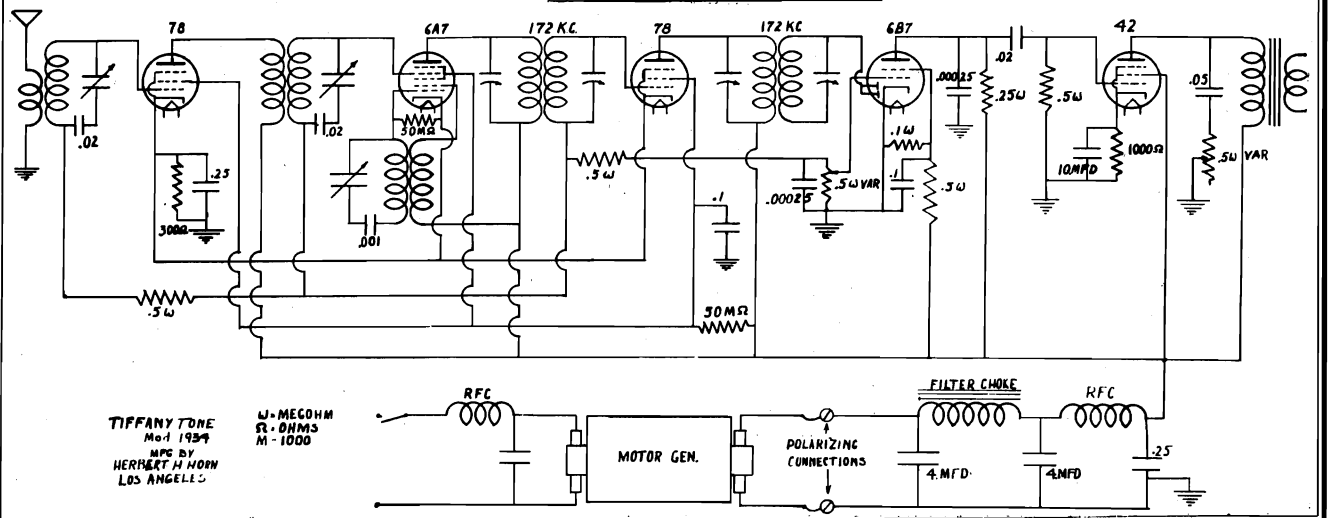 78
6A7
172 KC.
78
172 KC
6B7
42
.02
.00025
.05
.25ω
.5ω
.02
.02
50MΩ
.1ω
1000Ω
10MFD
.5ω VAR
.5ω
.00025
.5ω VAR
.1
.5ω
.25
300Ω
.001
.1
.5ω
50MΩ
RFC
FILTER CHOKE
RFC
TIFFANY TONE
Mod 1934
MFG BY
HERBERT H HORN
LOS ANGELES
ω = MEGOHM
Ω = OHMS
M - 1000
MOTOR GEN.
POLARIZING
CONNECTIONS
4.MFD.
4MFD
.25